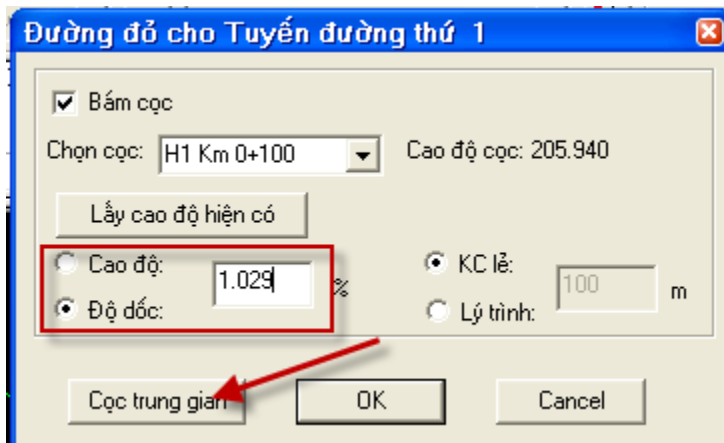 Đường đỏ cho Tuyến đường thứ 1
Bám cọc
Chọn cọc: H1 Km 0+100 Cao độ cọc: 205.940
Lấy cao độ hiện có
Cao độ: 1.029 % KC lẻ: 100 m
Độ dốc: Lý trình:
Cọc trung gian OK Cancel